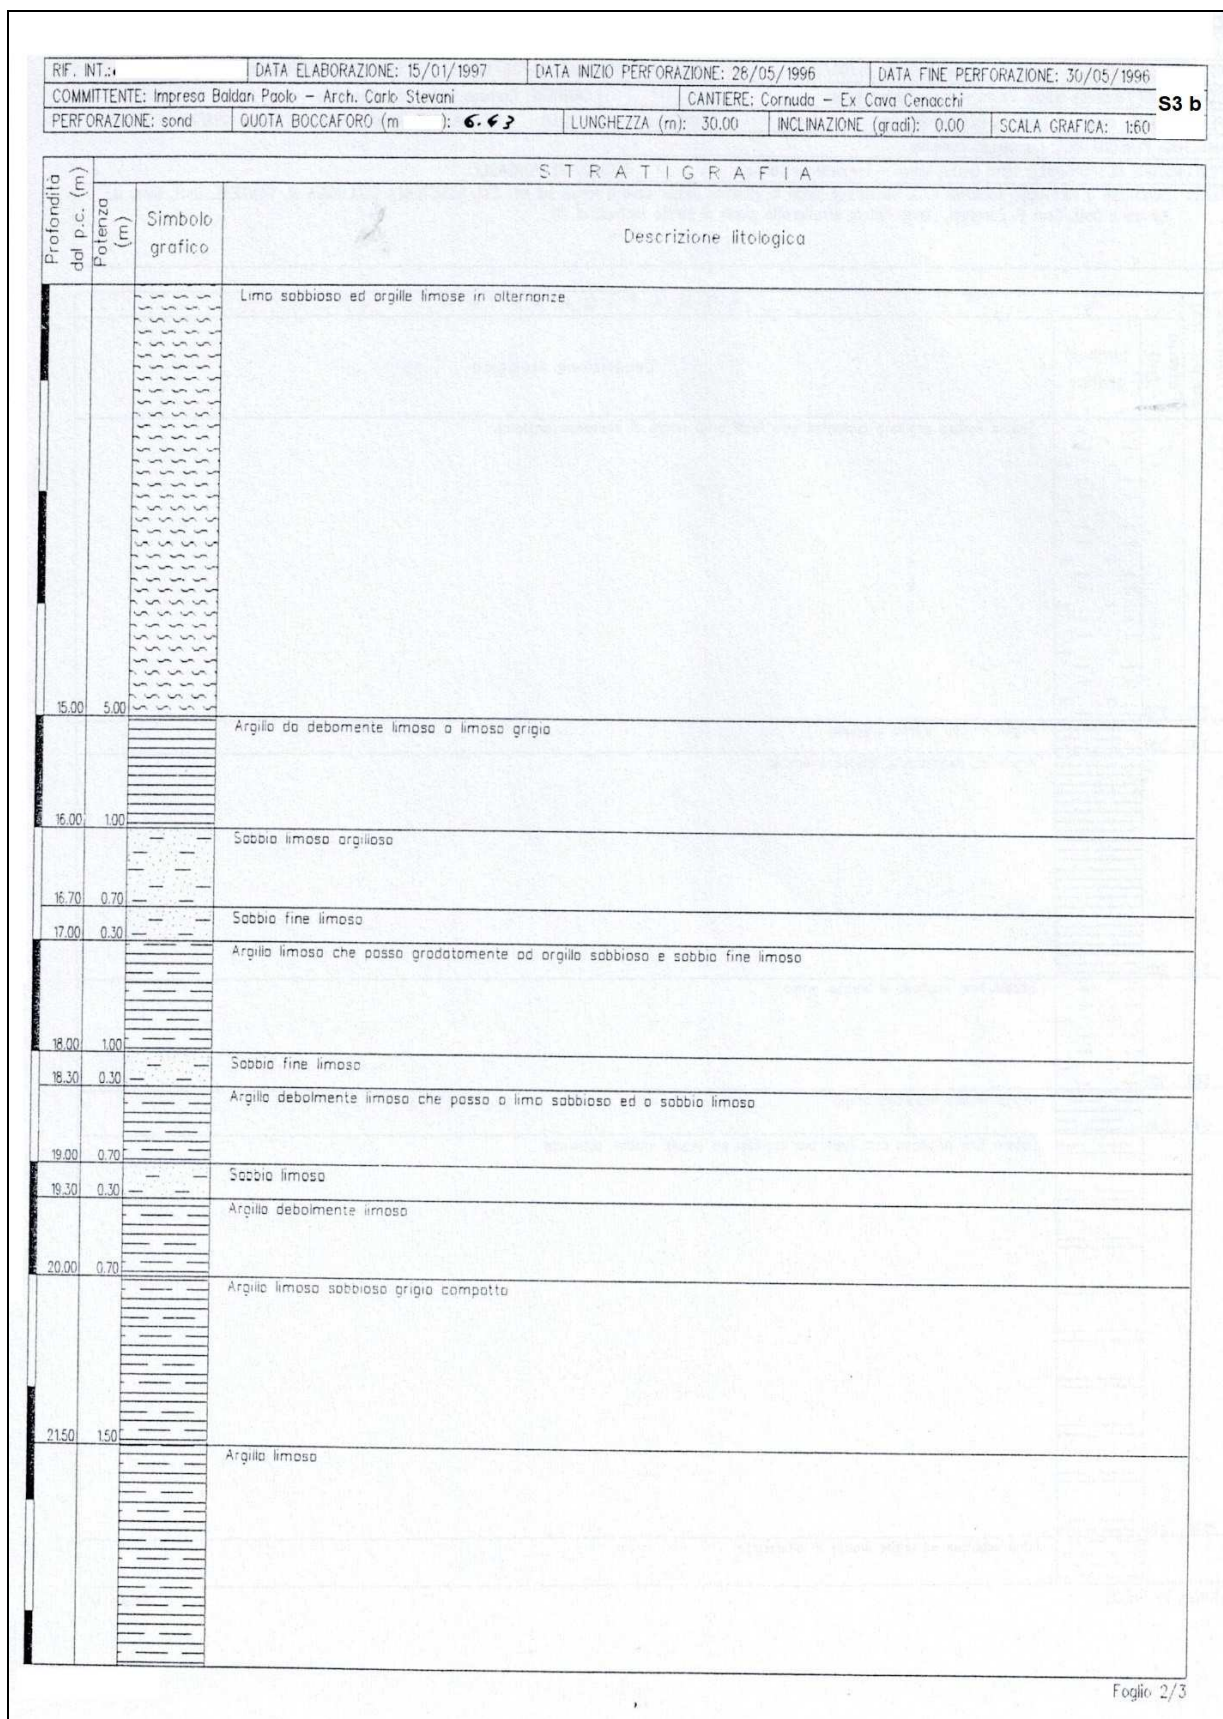 RIF. INT.: DATA ELABORAZIONE: 15/01/1997 DATA INIZIO PERFORAZIONE: 28/05/1996 DATA FINE PERFORAZIONE: 30/05/1996
COMMITTENTE: Impresa Baldan Paolo – Arch. Carlo Stevani CANTIERE: Cornuda – Ex Cava Cenacchi
S3 b
PERFORAZIONE: sond QUOTA BOCCAFORO (m ): 6.63 LUNGHEZZA (m): 30.00 INCLINAZIONE (gradi): 0.00 SCALA GRAFICA: 1:60
STRATIGRAFIA
Profondità dal p.c. (m)
Potenza (m)
Simbolo grafico
Descrizione litologica
Limo sabbioso ed argille limose in alternanze
15.00 5.00
Argilla da debomente limosa a limosa grigia
16.00 1.00
Sabbia limosa argillosa
16.70 0.70
Sabbia fine limosa
17.00 0.30
Argilla limosa che passa gradatamente ad argilla sabbiosa e sabbia fine limosa
18.00 1.00
Sabbia fine limosa
18.30 0.30
Argilla debolmente limosa che passa a limo sabbioso ed a sabbia limosa
19.00 0.70
Sabbia limosa
19.30 0.30
Argilla debolmente limosa
20.00 0.70
Argilla limosa sabbiosa grigia compatta
21.50 1.50
Argilla limosa
Foglio 2/3